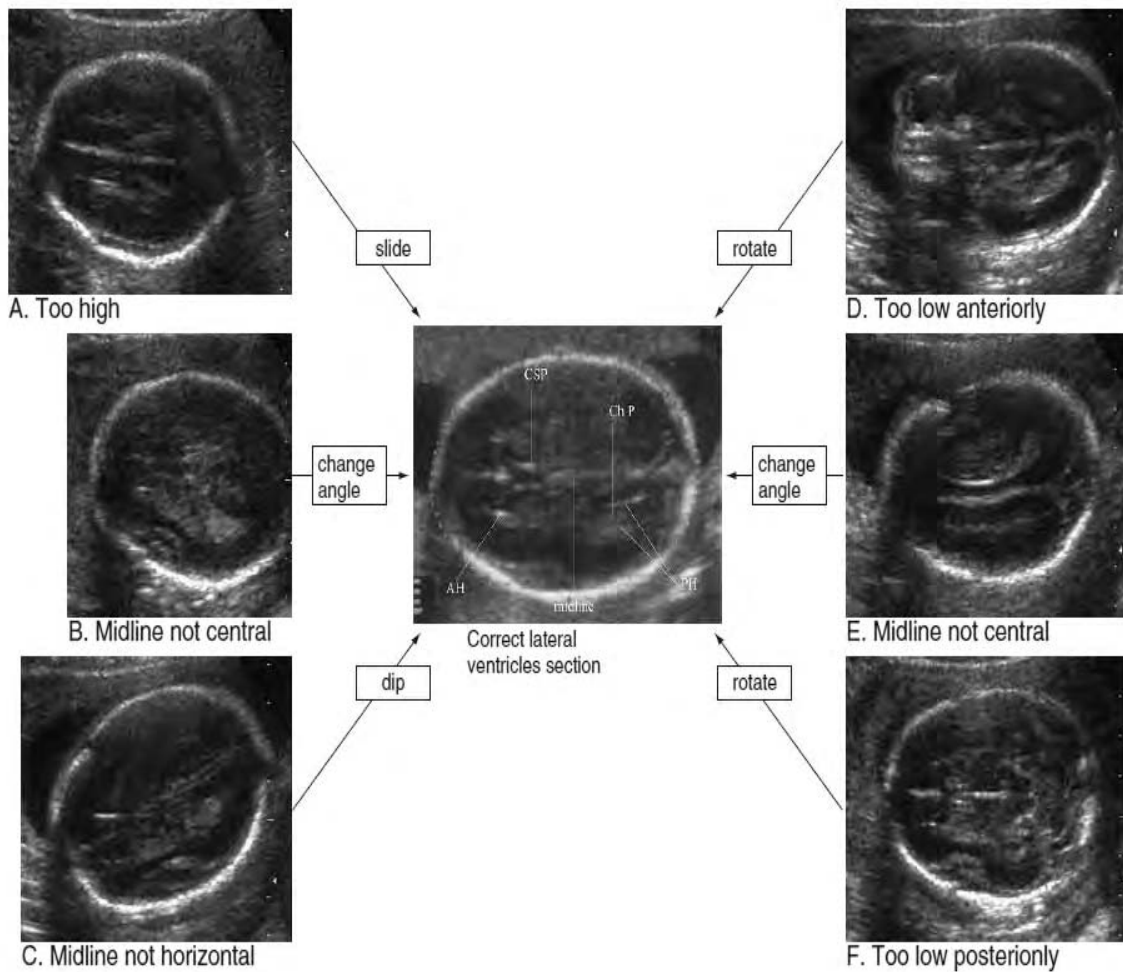 A. Too high
slide
rotate
D. Too low anteriorly
CSP
Ch P
AH
PH
midline
change
angle
change
angle
B. Midline not central
Correct lateral
ventricles section
E. Midline not central
dip
rotate
C. Midline not horizontal
F. Too low posterionly